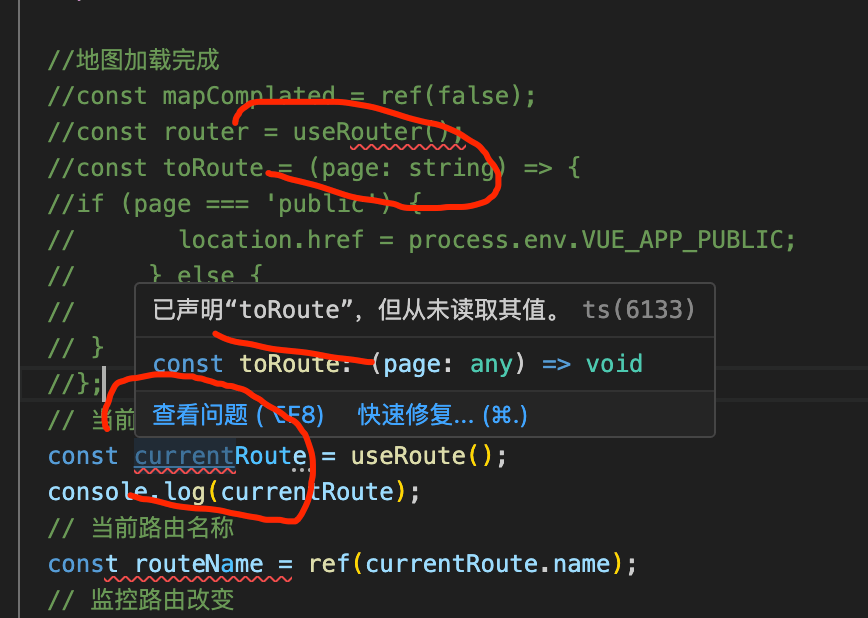 //地图加载完成
//const mapComplated = ref(false);
//const router = useRouter();
//const toRoute = (page: string) => {
//if (page === 'public') {
//       location.href = process.env.VUE_APP_PUBLIC;
//     } else {
//
已声明“toRoute”，但从未读取其值。 ts(6133)
// }
const toRoute: (page: any) => void
//};
查看问题 (⌥F8) 快速修复... (⌘.)
// 当前
const currentRoute = useRoute();
console.log(currentRoute);
// 当前路由名称
const routeName = ref(currentRoute.name);
// 监控路由改变